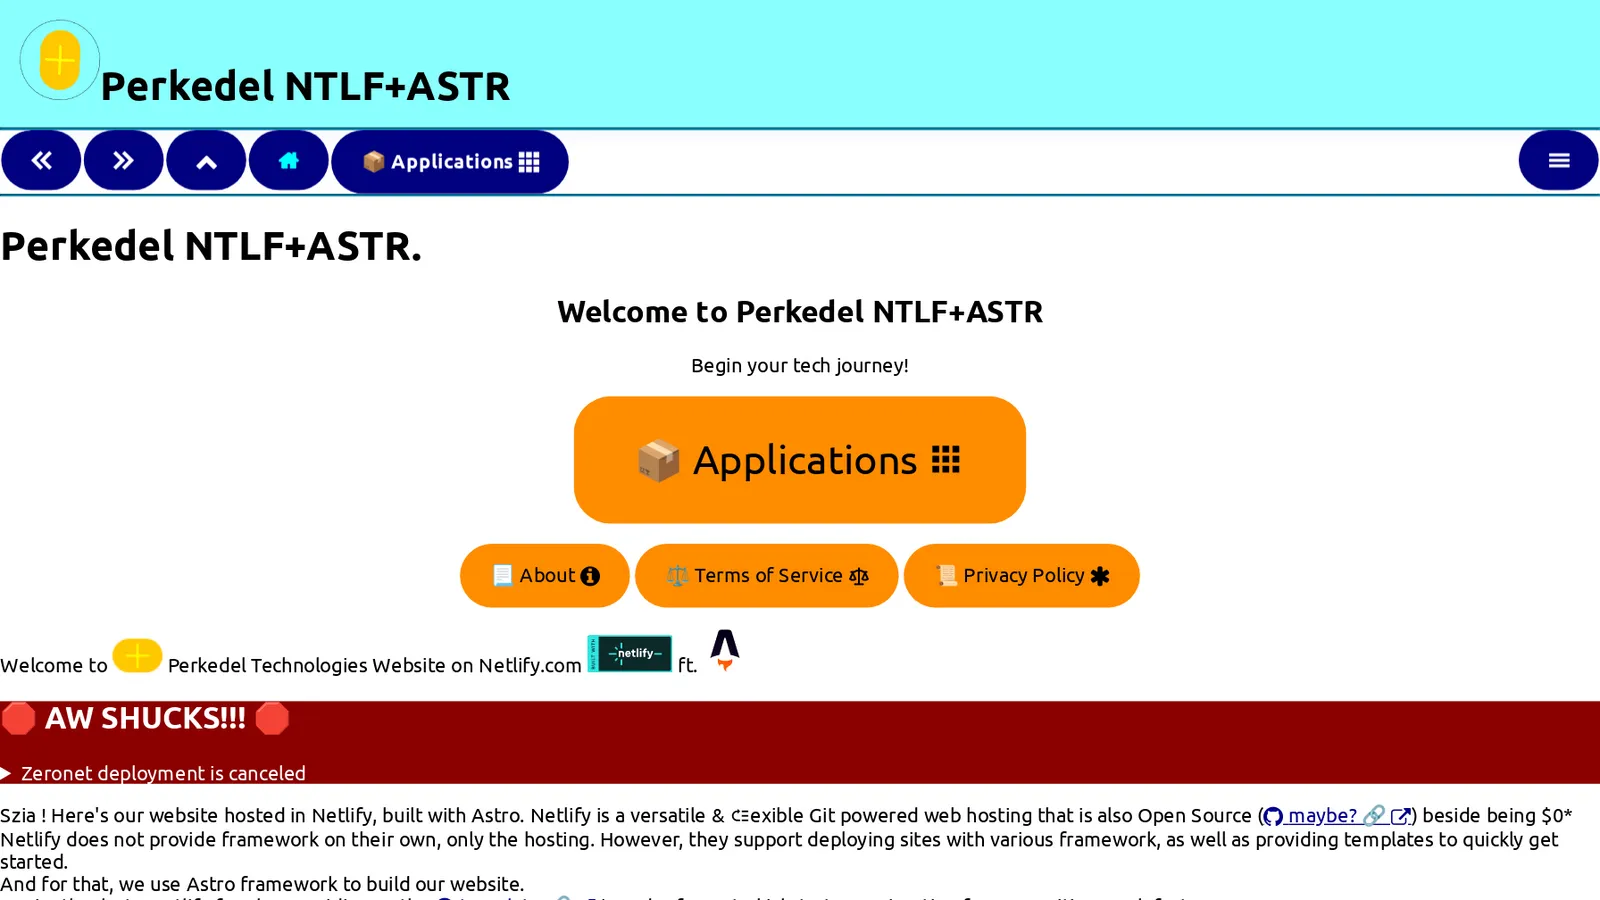 Perkedel NTLF+ASTR
📦 Applications
Perkedel NTLF+ASTR.
Welcome to Perkedel NTLF+ASTR
Begin your tech journey!
📦 Applications
📃 About
⚖️ Terms of Service
📜 Privacy Policy
Welcome to Perkedel Technologies Website on Netlify.com BUILT WITH netlify ft.
🛑 AW SHUCKS!!! 🛑
Zeronet deployment is canceled
Szia ! Here's our website hosted in Netlify, built with Astro. Netlify is a versatile & exible Git powered web hosting that is also Open Source ( maybe? 🔗 ) beside being $0*
Netlify does not provide framework on their own, only the hosting. However, they support deploying sites with various framework, as well as providing templates to quickly get
started.
And for that, we use Astro framework to build our website.